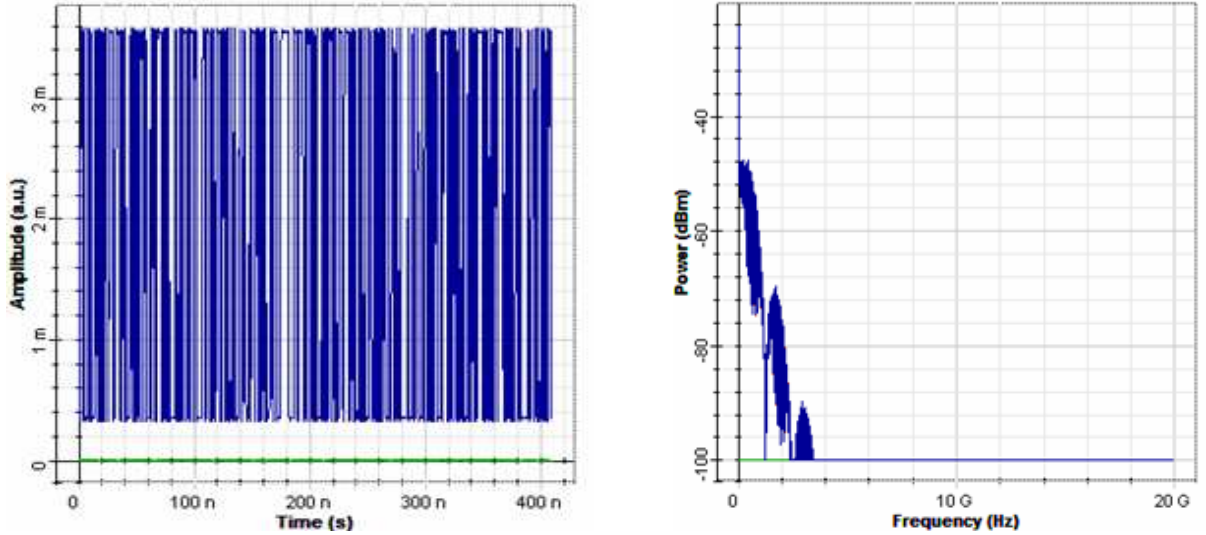 Amplitude (a.u.)
3 m
2 m
1 m
0
0 100 n 200 n 300 n 400 n
Time (s)
Power (dBm)
-40
-60
-80
-100
0 10 G 20 G
Frequency (Hz)